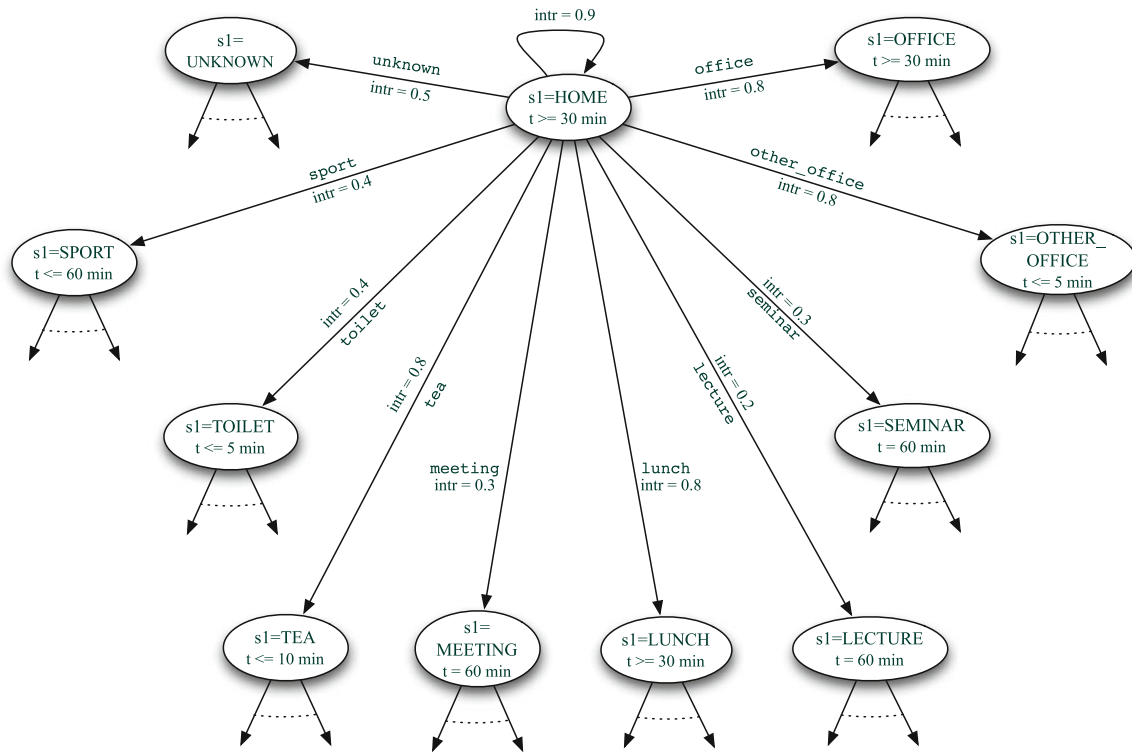 intr = 0.9
s1=
UNKNOWN
unknown
intr = 0.5
s1=HOME
t >= 30 min
office
intr = 0.8
s1=OFFICE
t >= 30 min
sport
intr = 0.4
other_office
intr = 0.8
s1=SPORT
t <= 60 min
s1=OTHER_
OFFICE
t <= 5 min
intr = 0.4
toilet
intr = 0.3
seminar
intr = 0.8
tea
intr = 0.2
lecture
s1=TOILET
t <= 5 min
s1=SEMINAR
t = 60 min
meeting
intr = 0.3
lunch
intr = 0.8
s1=TEA
t <= 10 min
s1=
MEETING
t = 60 min
s1=LUNCH
t >= 30 min
s1=LECTURE
t = 60 min